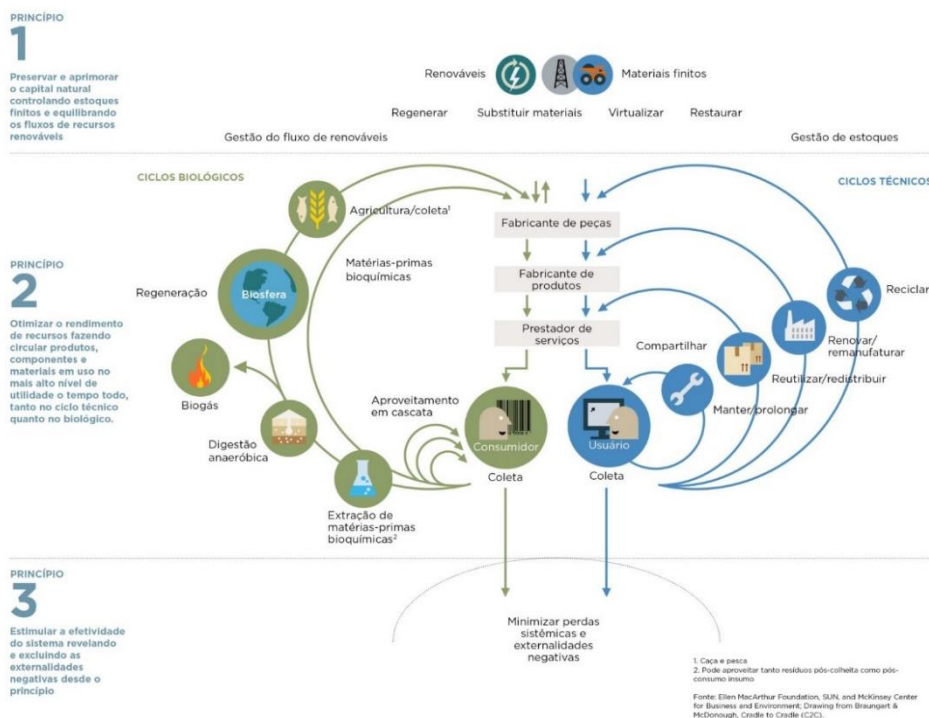 PRINCÍPIO
1
Preservar e aprimorar
o capital natural
controlando estoques
finitos e equilibrando
os fluxos de recursos
renováveis
Renováveis
Materiais finitos
Regenerar
Substituir materiais
Virtualizar
Restaurar
Gestão do fluxo de renováveis
Gestão de estoques
PRINCÍPIO
2
Otimizar o rendimento
de recursos fazendo
circular produtos,
componentes e
materiais em uso no
mais alto nível de
utilidade o tempo todo,
tanto no ciclo técnico
quanto no biológico.
CICLOS BIOLÓGICOS
CICLOS TÉCNICOS
Agricultura/coleta¹
Matérias-primas
bioquímicas
Regeneração
Biosfera
Biogás
Digestão
anaeróbica
Extração de
matérias-primas
bioquímicas²
Aproveitamento
em cascata
Fabricante de peças
Fabricante de
produtos
Prestador de
serviços
Consumidor
Coleta
Usuário
Coleta
Compartilhar
Manter/prolongar
Reutilizar/redistribuir
Renovar/
remanufaturar
Reciclar
PRINCÍPIO
3
Estimular a efetividade
do sistema revelando
e excluindo as
externalidades
negativas desde o
princípio
Minimizar perdas
sistêmicas e
externalidades
negativas
1. Caça e pesca
2. Pode aproveitar tanto resíduos pós-colheita como pós-
consumo insumo
Fonte: Ellen MacArthur Foundation, SUN, and McKinsey Center
for Business and Environment; Drawing from Braungart &
McDonough, Cradle to Cradle (C2C).